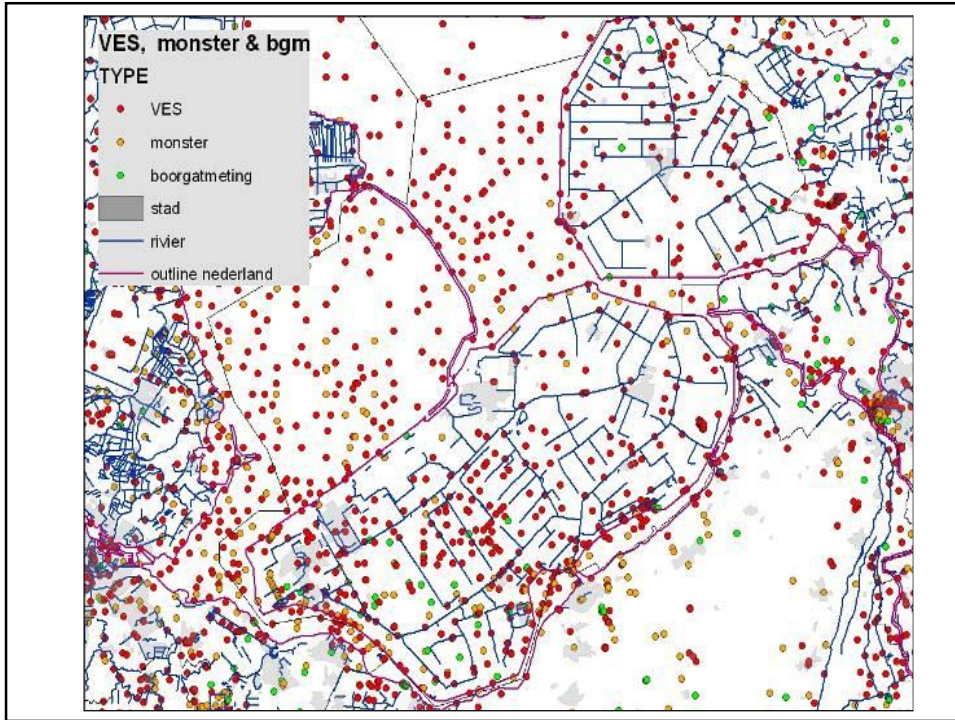 VES, monster & bgm
TYPE
VES
monster
boorgatmeting
stad
rivier
outline nederland